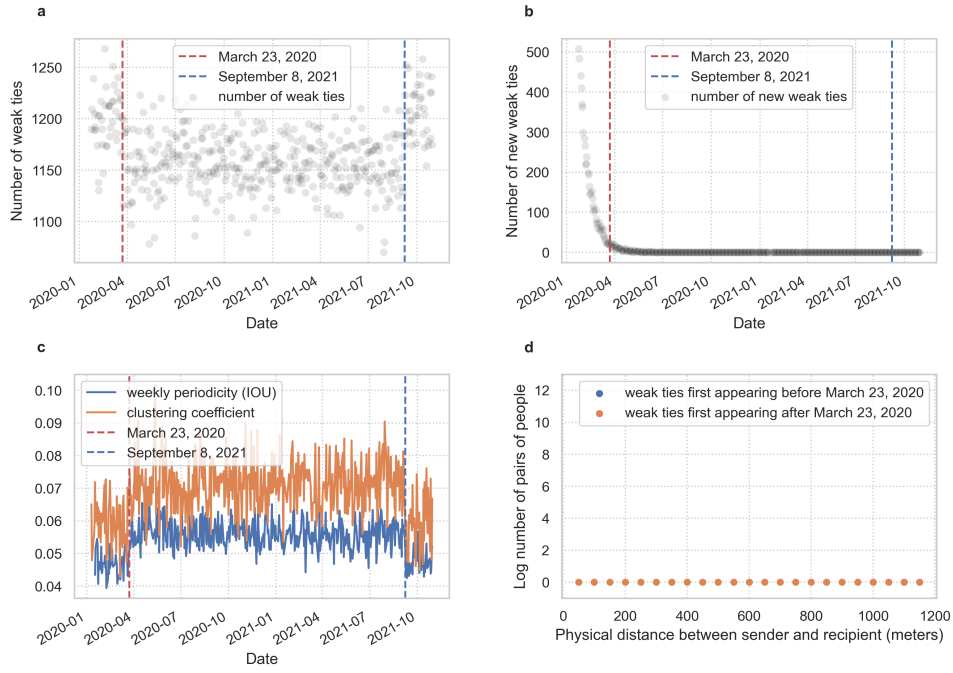 a
1250
1200
1150
1100
Number of weak ties
March 23, 2020
September 8, 2021
number of weak ties
2020-01
2020-04
2020-07
2020-10
2021-01
2021-04
2021-07
2021-10
Date
b
500
400
300
200
100
0
Number of new weak ties
March 23, 2020
September 8, 2021
number of new weak ties
2020-01
2020-04
2020-07
2020-10
2021-01
2021-04
2021-07
2021-10
Date
c
0.10
0.09
0.08
0.07
0.06
0.05
0.04
weekly periodicity (IOU)
clustering coefficient
March 23, 2020
September 8, 2021
2020-01
2020-04
2020-07
2020-10
2021-01
2021-04
2021-07
2021-10
Date
d
12
10
8
6
4
2
0
Log number of pairs of people
weak ties first appearing before March 23, 2020
weak ties first appearing after March 23, 2020
0
200
400
600
800
1000
1200
Physical distance between sender and recipient (meters)